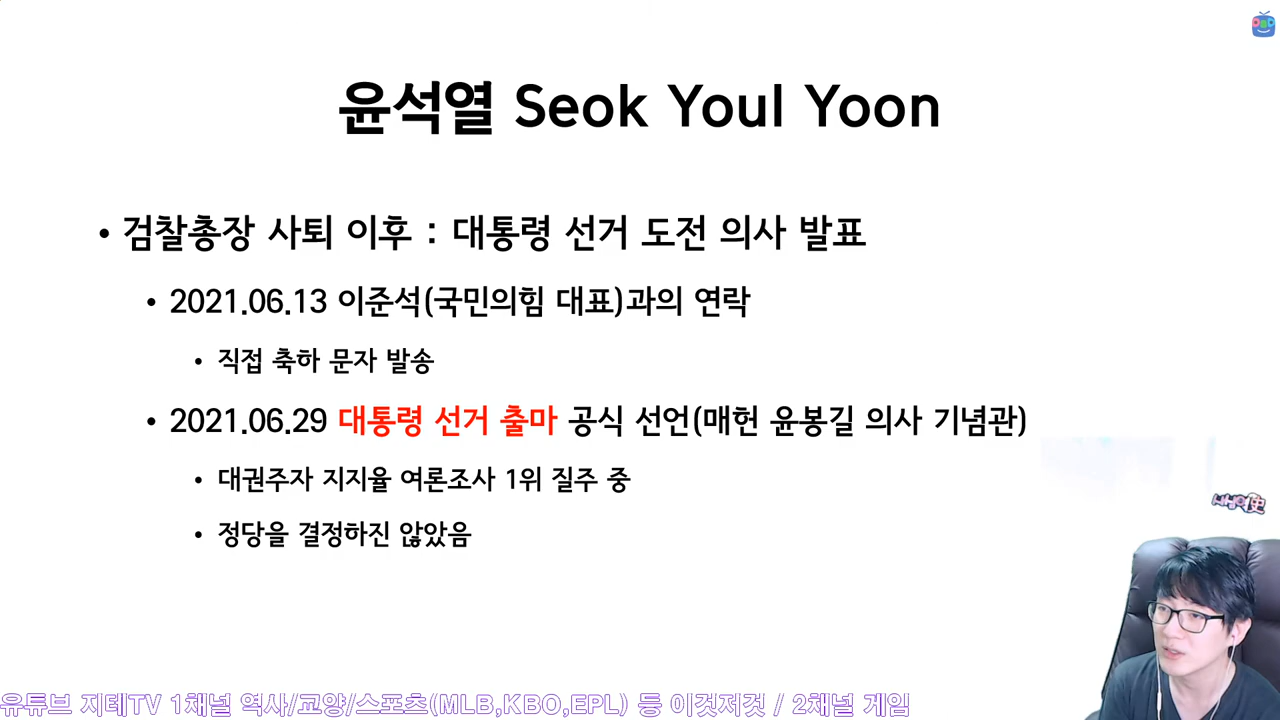 윤석열 Seok Youl Yoon
• 검찰총장 사퇴 이후 : 대통령 선거 도전 의사 발표
• 2021.06.13 이준석(국민의힘 대표)과의 연락
• 직접 축하 문자 발송
• 2021.06.29 대통령 선거 출마 공식 선언(매헌 윤봉길 의사 기념관)
• 대권주자 지지율 여론조사 1위 질주 중
• 정당을 결정하진 않았음
유튜브 지테TV 1채널 역사/교양/스포츠(MLB,KBO,EPL) 등 이것저것 / 2채널 게임